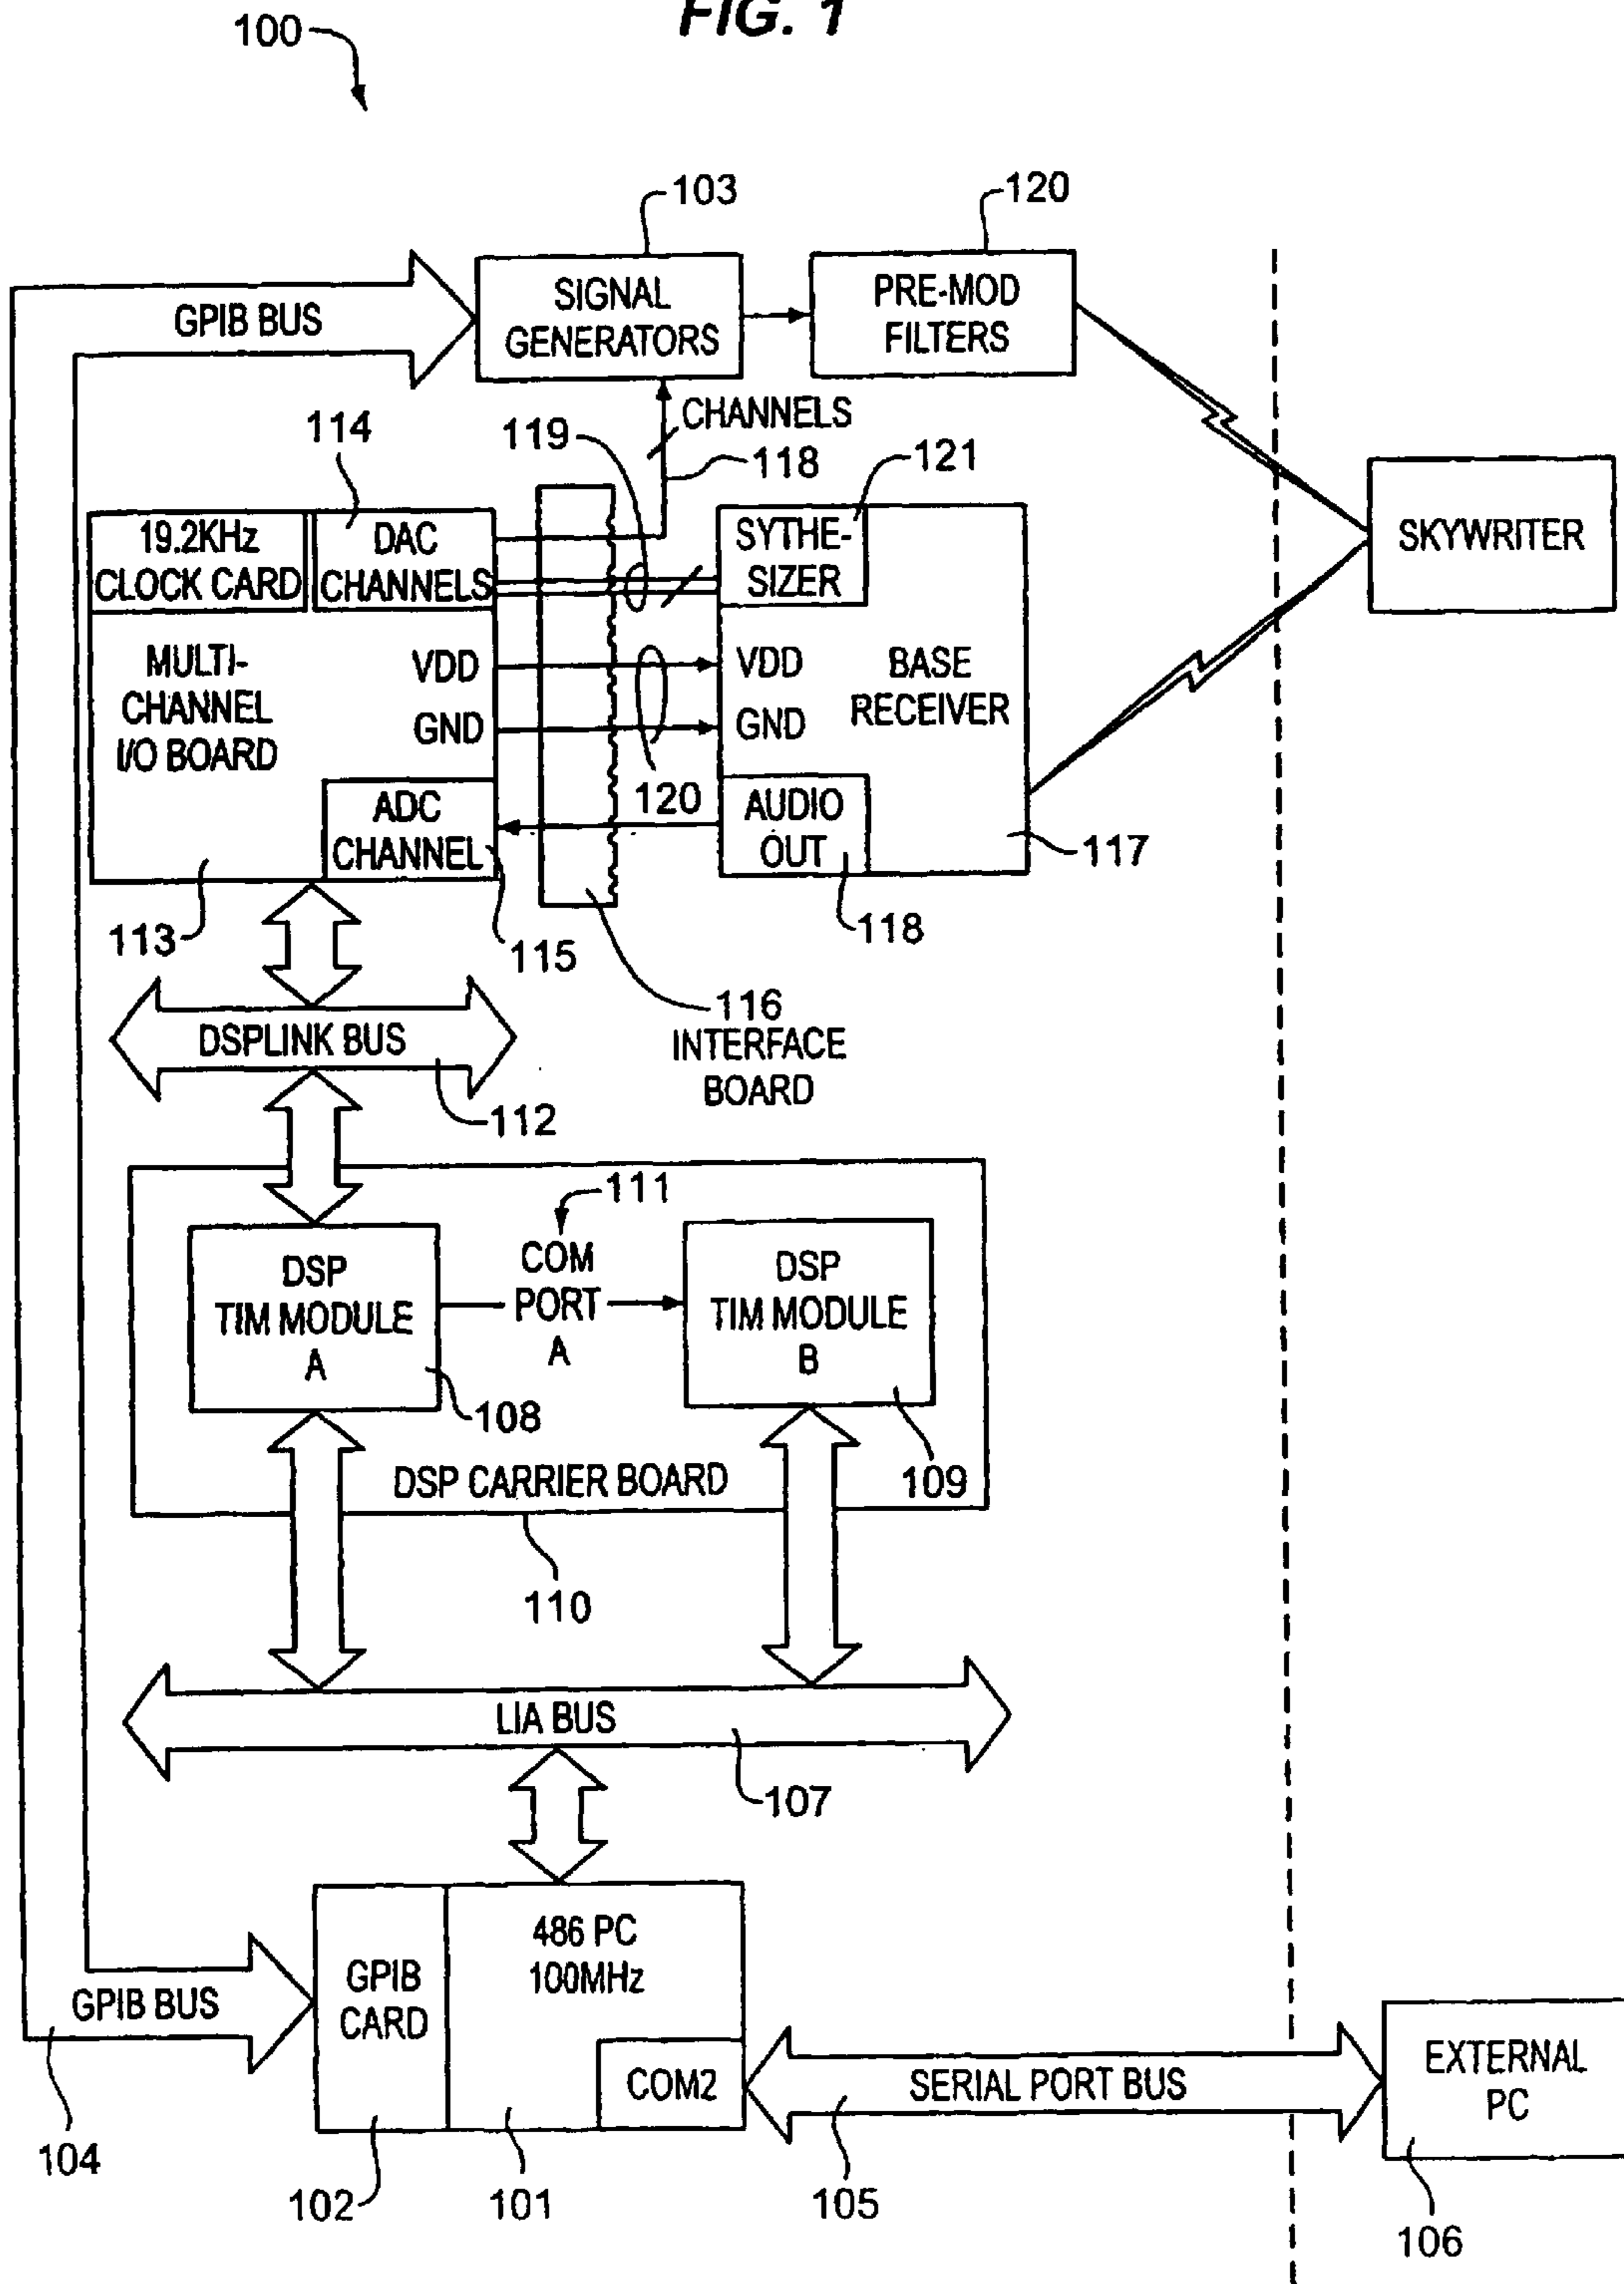 FIG. 1
100
103
120
GPIB BUS
SIGNAL
GENERATORS
PRE-MOD
FILTERS
114
119
CHANNELS
118
121
19.2KHz
CLOCK CARD
DAC
CHANNELS
SYTHE-
SIZER
SKYWRITER
MULTI-
CHANNEL
I/O BOARD
VDD
GND
VDD
GND
BASE
RECEIVER
ADC
CHANNEL
120
AUDIO
OUT
117
113
115
118
116
INTERFACE
BOARD
DSPLINK BUS
112
111
DSP
TIM MODULE
A
COM
PORT
A
DSP
TIM MODULE
B
108
109
DSP CARRIER BOARD
110
LIA BUS
107
GPIB BUS
GPIB
CARD
486 PC
100MHz
COM2
SERIAL PORT BUS
EXTERNAL
PC
104
102
101
105
106